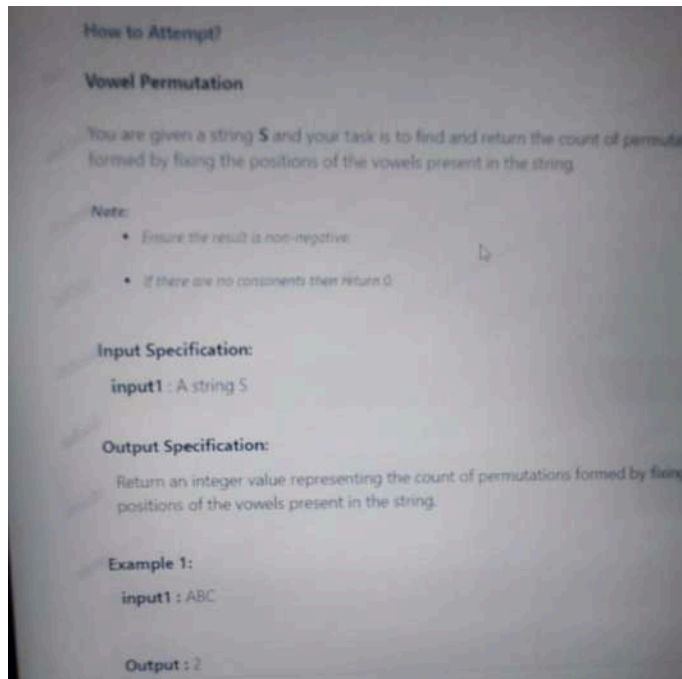 How to Attempt?
Vowel Permutation
You are given a string S and your task is to find and return the count of permuta
formed by fixing the positions of the vowels present in the string
Note:
• Ensure the result is non-negative.
• If there are no consonents then return 0.
Input Specification:
input1 : A string S
Output Specification:
Return an integer value representing the count of permutations formed by fixing
positions of the vowels present in the string.
Example 1:
input1 : ABC
Output : 2